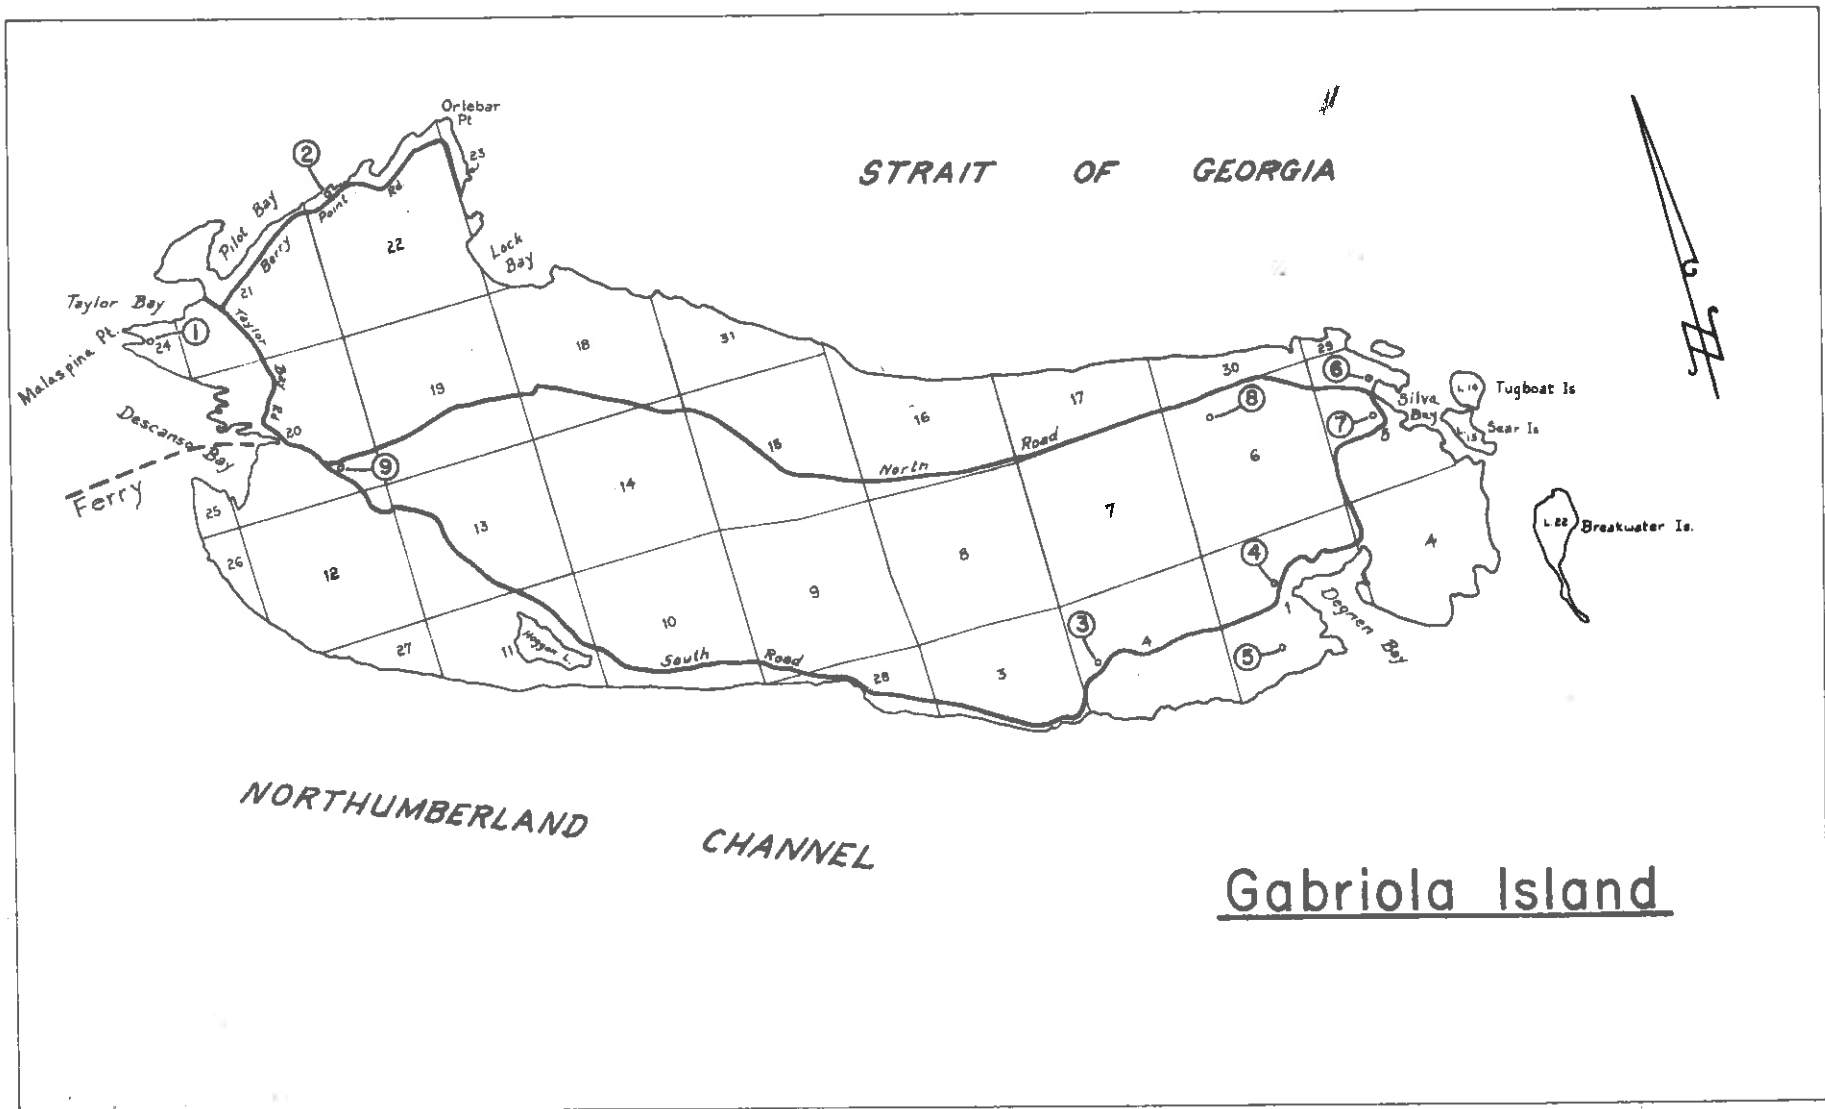 Orlebar
Pt
2
23
STRAIT OF GEORGIA
Pilot Bay
Point Rd
Berry
22
Lock
Bay
21
Taylor Bay
Malaspina Pt.
1
24
Taylor
Bay
Rd
18
31
29
19
30
6
17
8
L.14
Tugboat Is
Silva
Bay
Descanso
Bay
20
16
7
5
L.13
Sear Is
15
Road
North
9
6
Ferry
14
25
13
7
4
L.22
Breakwater Is.
26
12
8
4
9
1
Degnen Bay
10
3
27
11
Hoggan L.
South Road
4
5
28
3
NORTHUMBERLAND CHANNEL
Gabriola Island